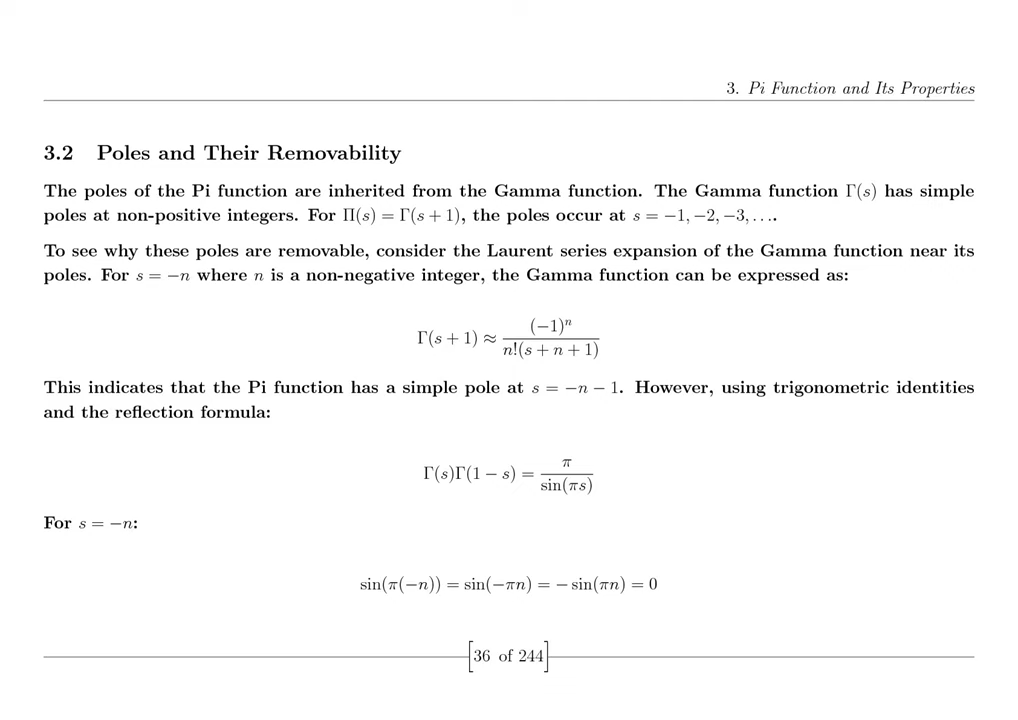 3. Pi Function and Its Properties
3.2 Poles and Their Removability
The poles of the Pi function are inherited from the Gamma function. The Gamma function Γ(s) has simple
poles at non-positive integers. For Π(s) = Γ(s + 1), the poles occur at s = −1, −2, −3, . . ..
To see why these poles are removable, consider the Laurent series expansion of the Gamma function near its
poles. For s = −n where n is a non-negative integer, the Gamma function can be expressed as:
Γ(s + 1) ≈ (−1)ⁿ / n!(s + n + 1)
This indicates that the Pi function has a simple pole at s = −n − 1. However, using trigonometric identities
and the reflection formula:
Γ(s)Γ(1 − s) = π / sin(πs)
For s = −n:
sin(π(−n)) = sin(−πn) = − sin(πn) = 0
[36 of 244]